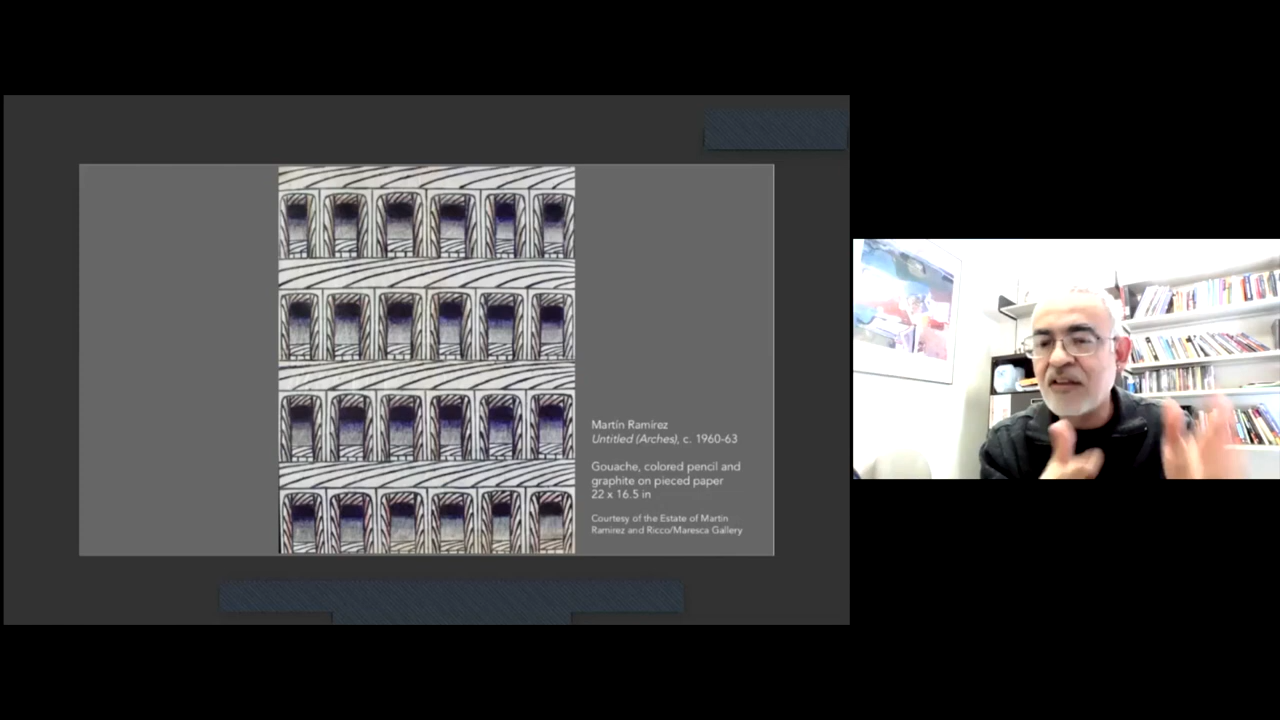 Martín Ramírez
Untitled (Arches), c. 1960-63
Gouache, colored pencil and
graphite on pieced paper
22 x 16.5 in
Courtesy of the Estate of Martin
Ramirez and Ricco/Maresca Gallery